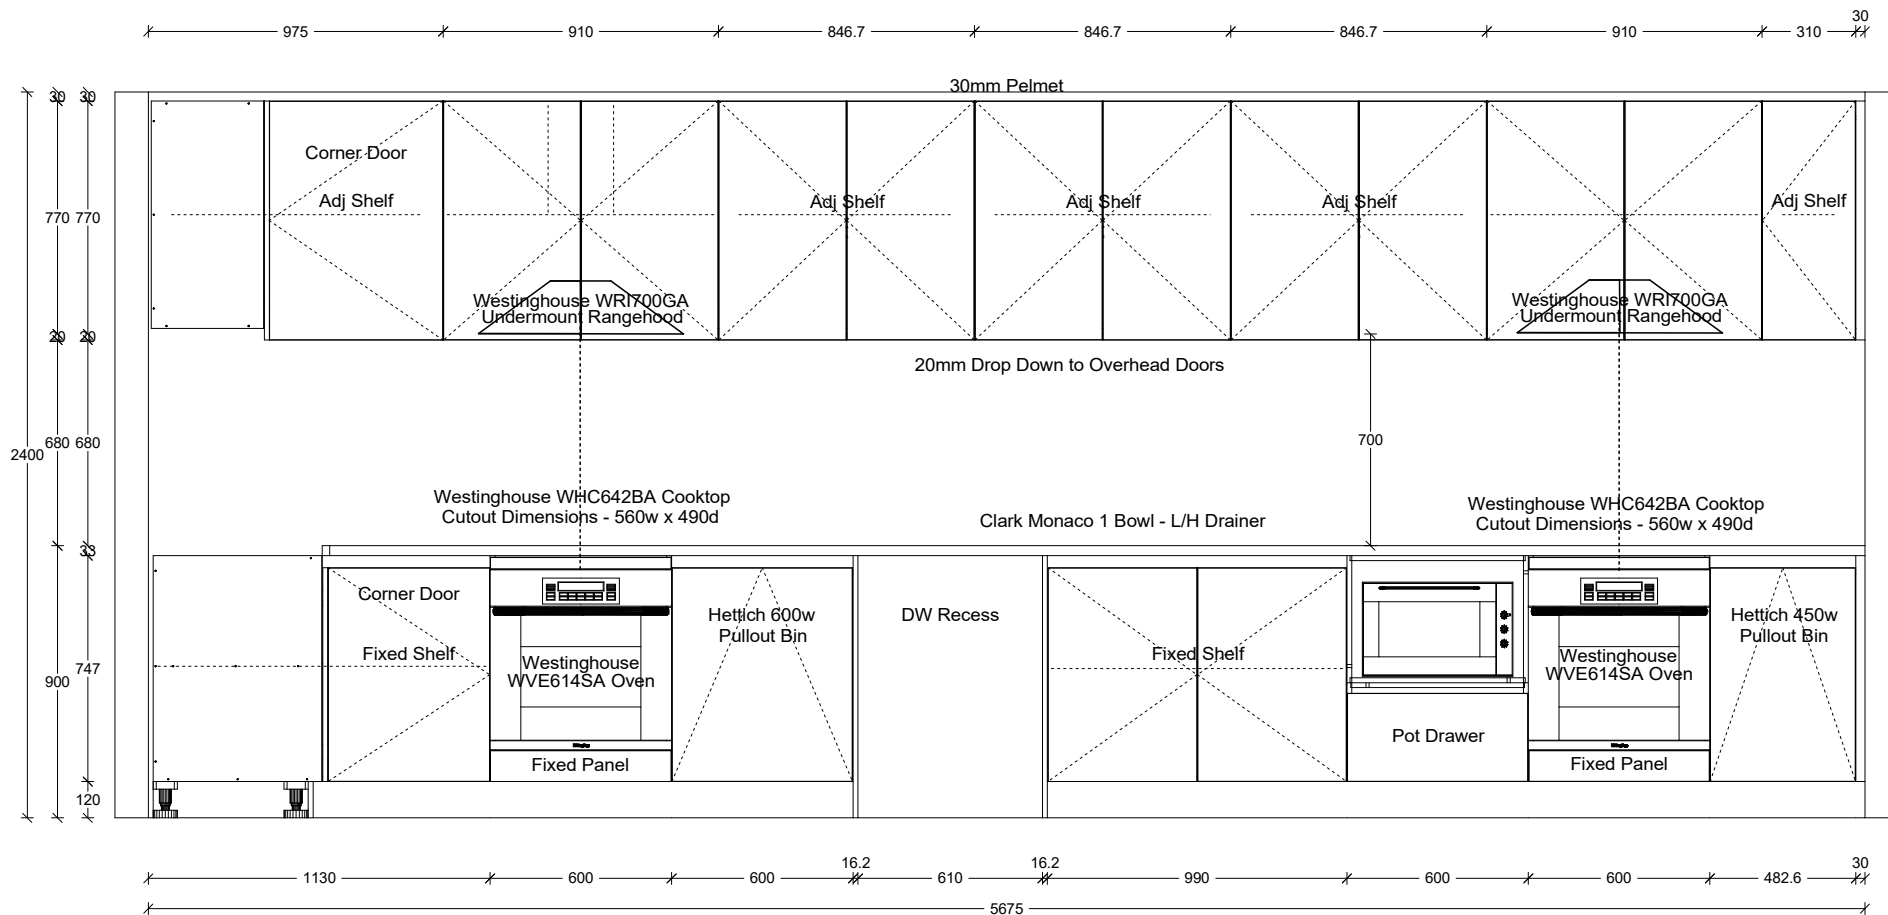 30
975 910 846.7 846.7 846.7 910 310
30mm Pelmet
30 30
Corner Door
Adj Shelf Adj Shelf Adj Shelf Adj Shelf Adj Shelf
770 770
Westinghouse WRI700GA Westinghouse WRI700GA
Undermount Rangehood Undermount Rangehood
20 20
20mm Drop Down to Overhead Doors
680 680 700
2400
Westinghouse WHC642BA Cooktop Westinghouse WHC642BA Cooktop
Cutout Dimensions - 560w x 490d Clark Monaco 1 Bowl - L/H Drainer Cutout Dimensions - 560w x 490d
33
Corner Door
Hettich 600w DW Recess Hettich 450w
Pullout Bin Pullout Bin
Fixed Shelf Fixed Shelf
Westinghouse Westinghouse
WVE614SA Oven WVE614SA Oven
900 747
Pot Drawer
Fixed Panel Fixed Panel
120
16.2 16.2 30
1130 600 600 610 990 600 600 482.6
5675